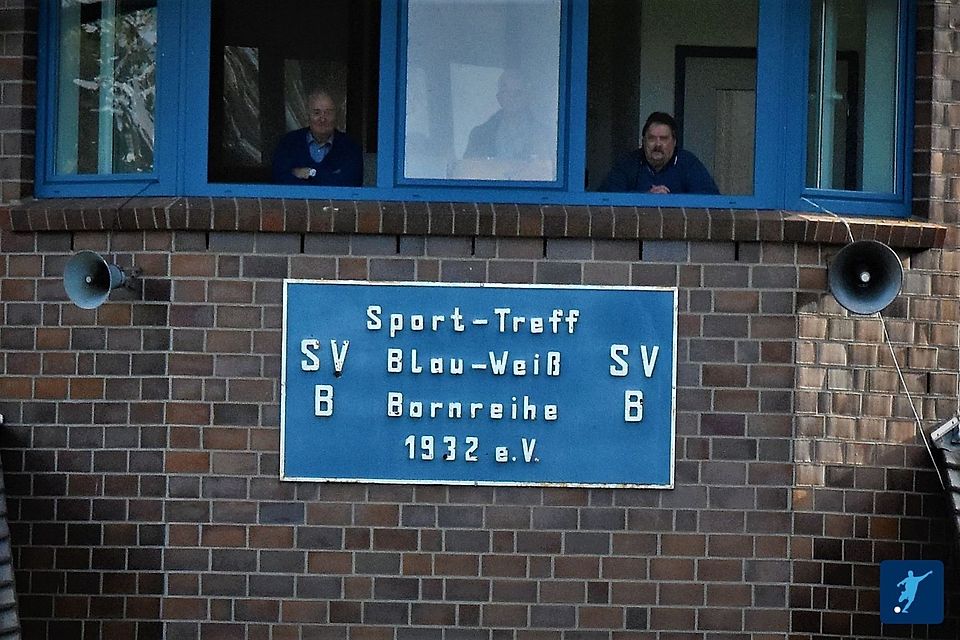 Sport-Treff
SV Blau-Weiß SV
B Bornreihe B
1932 e.V.